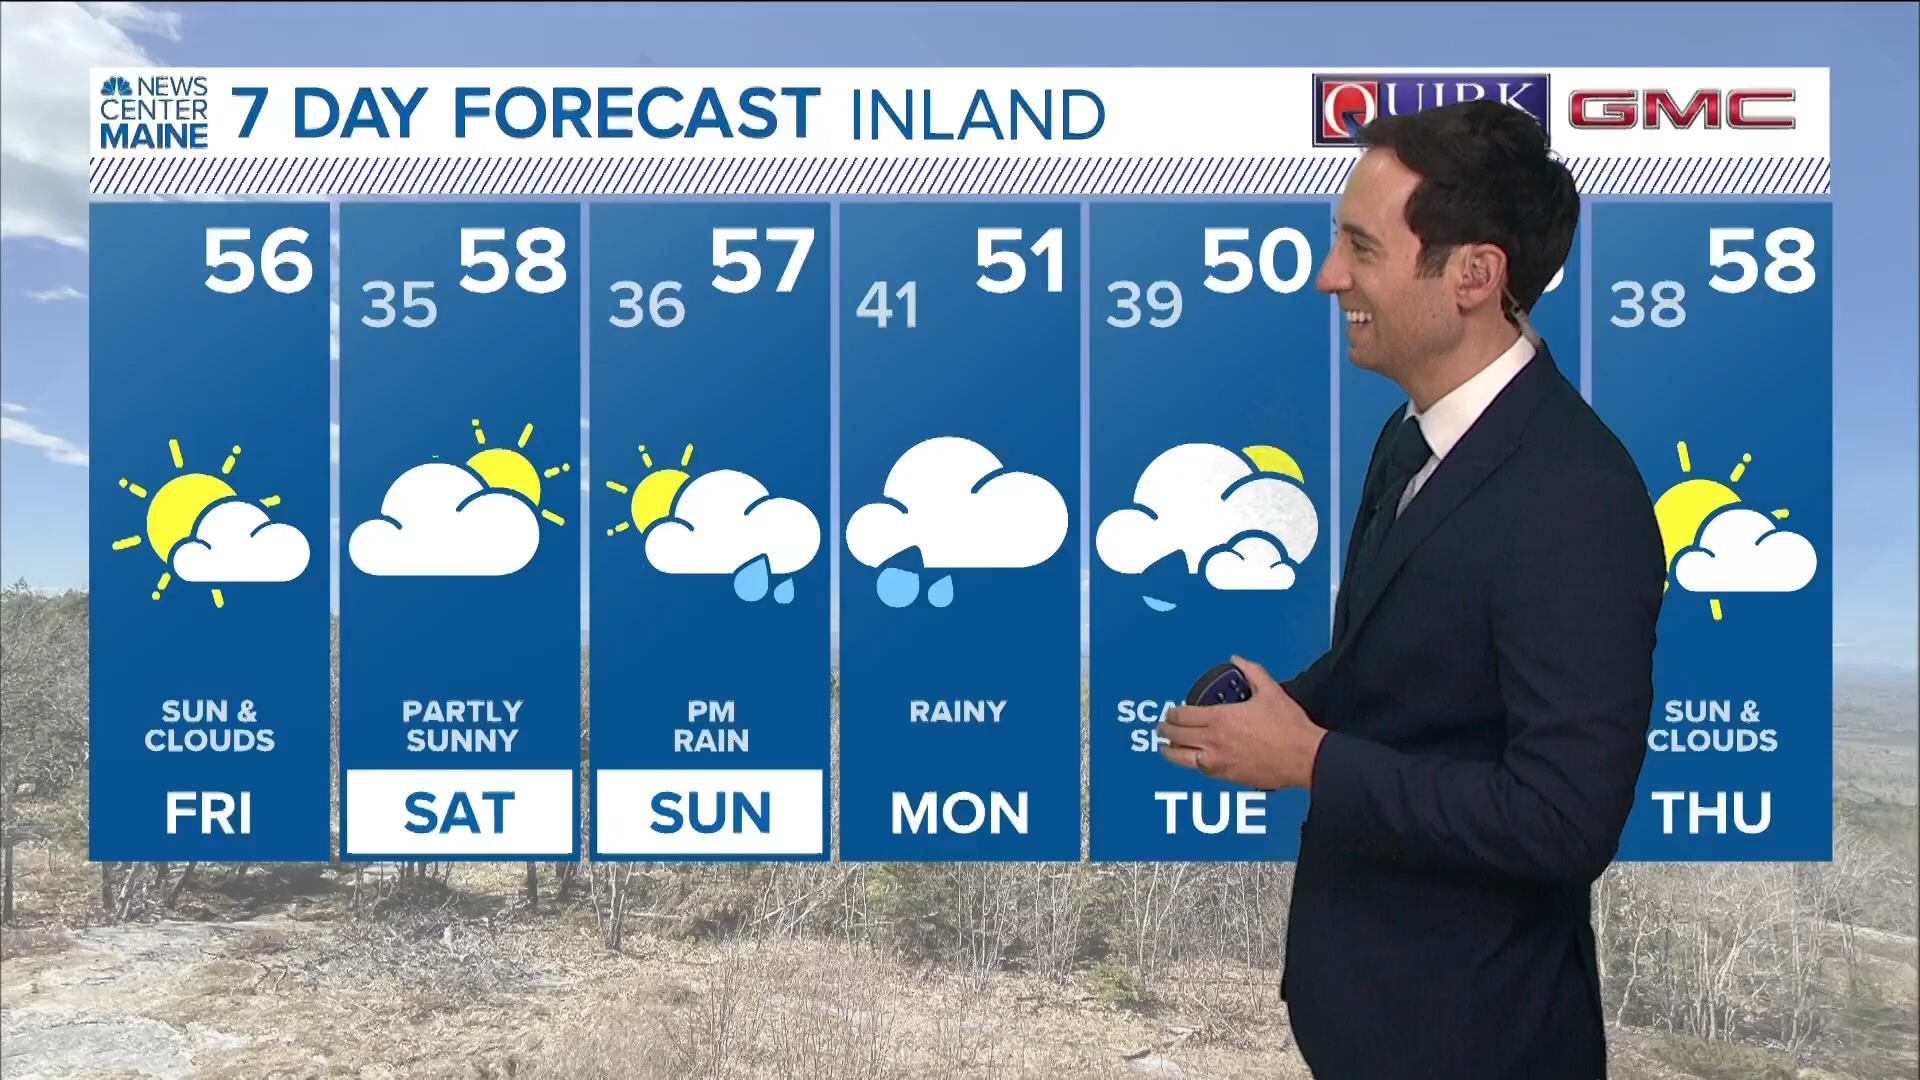 NEWS
CENTER
MAINE
7 DAY FORECAST INLAND
QUIRK
GMC
56
35 58
36 57
41 51
39 50
38 58
SUN &
CLOUDS
PARTLY
SUNNY
PM
RAIN
RAINY
SUN &
CLOUDS
FRI
SAT
SUN
MON
TUE
THU